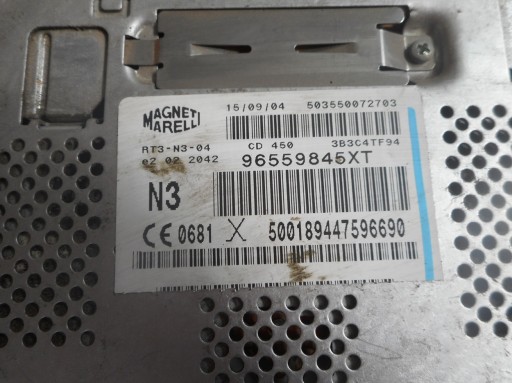 MAGNETI MARELLI
15/09/04 503550072703
RT3-N3-04 CD 450 3B3C4TF94
02 02 2042 96559845XT
N3
CE 0681 500189447596690